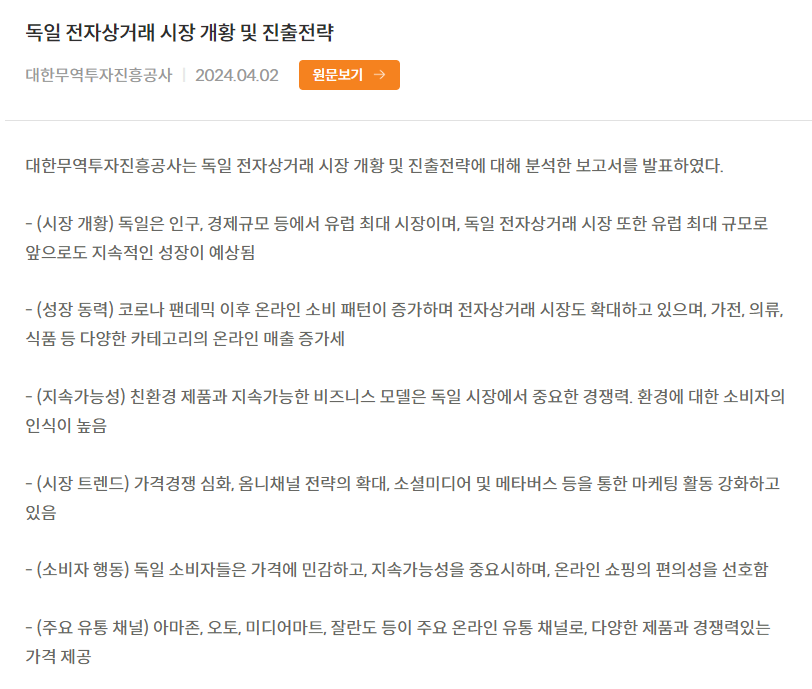 독일 전자상거래 시장 개황 및 진출전략
대한무역투자진흥공사 | 2024.04.02 원문보기 →
대한무역투자진흥공사는 독일 전자상거래 시장 개황 및 진출전략에 대해 분석한 보고서를 발표하였다.
- (시장 개황) 독일은 인구, 경제규모 등에서 유럽 최대 시장이며, 독일 전자상거래 시장 또한 유럽 최대 규모로
앞으로도 지속적인 성장이 예상됨
- (성장 동력) 코로나 팬데믹 이후 온라인 소비 패턴이 증가하며 전자상거래 시장도 확대하고 있으며, 가전, 의류,
식품 등 다양한 카테고리의 온라인 매출 증가세
- (지속가능성) 친환경 제품과 지속가능한 비즈니스 모델은 독일 시장에서 중요한 경쟁력. 환경에 대한 소비자의
인식이 높음
- (시장 트렌드) 가격경쟁 심화, 옴니채널 전략의 확대, 소셜미디어 및 메타버스 등을 통한 마케팅 활동 강화하고
있음
- (소비자 행동) 독일 소비자들은 가격에 민감하고, 지속가능성을 중요시하며, 온라인 쇼핑의 편의성을 선호함
- (주요 유통 채널) 아마존, 오토, 미디어마트, 잘란도 등이 주요 온라인 유통 채널로, 다양한 제품과 경쟁력있는
가격 제공